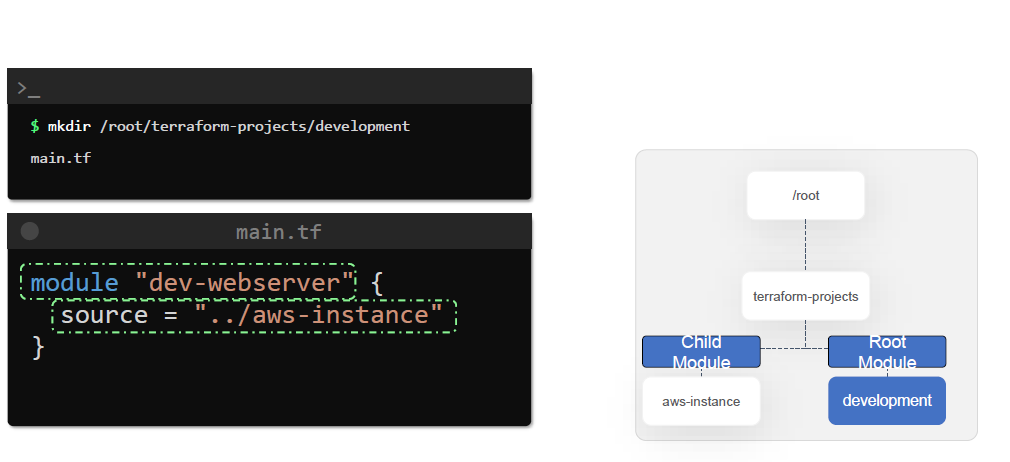 >_
$ mkdir /root/terraform-projects/development
main.tf
main.tf
module "dev-webserver" {
source = "../aws-instance"
}
/root
terraform-projects
Child
Module
Root
Module
aws-instance
development